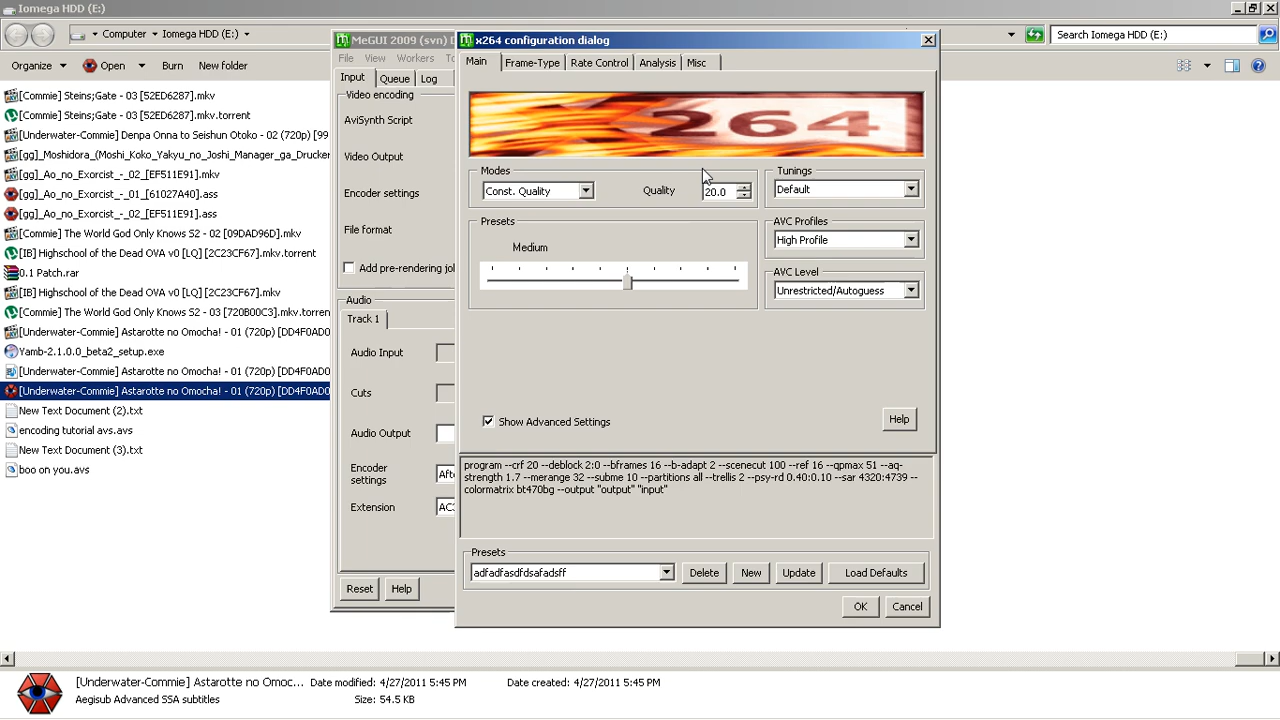 Iomega HDD (E:)
Computer
Iomega HDD (E:)
Search Iomega HDD (E:)
Organize
Open
Burn
New folder
[Commie] Steins;Gate - 03 [52ED6287].mkv
[Commie] Steins;Gate - 03 [52ED6287].mkv.torrent
[Underwater-Commie] Denpa Onna to Seishun Otoko - 02 (720p) [99
[gg]_Moshidora_(Moshi_Koko_Yakyu_no_Joshi_Manager_ga_Drucker
[gg]_Ao_no_Exorcist_-_02_[EF511E91].mkv
[gg]_Ao_no_Exorcist_-_01_[61027A40].ass
[gg]_Ao_no_Exorcist_-_02_[EF511E91].ass
[Commie] The World God Only Knows S2 - 02 [09DAD96D].mkv
[IB] Highschool of the Dead OVA v0 [LQ] [2C23CF67].mkv.torrent
0.1 Patch.rar
[IB] Highschool of the Dead OVA v0 [LQ] [2C23CF67].mkv
[Commie] The World God Only Knows S2 - 03 [720B00C3].mkv.torrent
[Underwater-Commie] Astarotte no Omocha! - 01 (720p) [DD4F0AD0
Yamb-2.1.0.0_beta2_setup.exe
[Underwater-Commie] Astarotte no Omocha! - 01 (720p) [DD4F0AD0
[Underwater-Commie] Astarotte no Omocha! - 01 (720p) [DD4F0AD0
New Text Document (2).txt
encoding tutorial avs.avs
New Text Document (3).txt
boo on you.avs
MeGUI 2009 (svn)
File View Workers
Input Queue Log
Video encoding
AviSynth Script
Video Output
Encoder settings
File format
Add pre-rendering jo
Audio
Track 1
Audio Input
Cuts
Audio Output
Encoder
settings
Afte
Extension
AC3
Reset
Help
x264 configuration dialog
Main Frame-Type Rate Control Analysis Misc
264
Modes
Const. Quality
Quality
20.0
Tunings
Default
Presets
Medium
AVC Profiles
High Profile
AVC Level
Unrestricted/Autoguess
Show Advanced Settings
Help
program --crf 20 --deblock 2:0 --bframes 16 --b-adapt 2 --scenecut 100 --ref 16 --qpmax 51 --aq-
strength 1.7 --merange 32 --subme 10 --partitions all --trellis 2 --psy-rd 0.40:0.10 --sar 4320:4739 --
colormatrix bt470bg --output "output" "input"
Presets
adfadfasdfdsafadsff
Delete
New
Update
Load Defaults
OK
Cancel
[Underwater-Commie] Astarotte no Omoc... Date modified: 4/27/2011 5:45 PM Date created: 4/27/2011 5:45 PM
Aegisub Advanced SSA subtitles Size: 54.5 KB